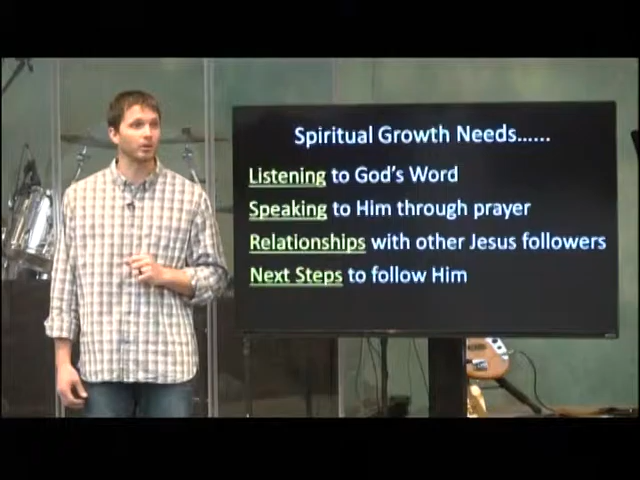 Spiritual Growth Needs......
Listening to God's Word
Speaking to Him through prayer
Relationships with other Jesus followers
Next Steps to follow Him